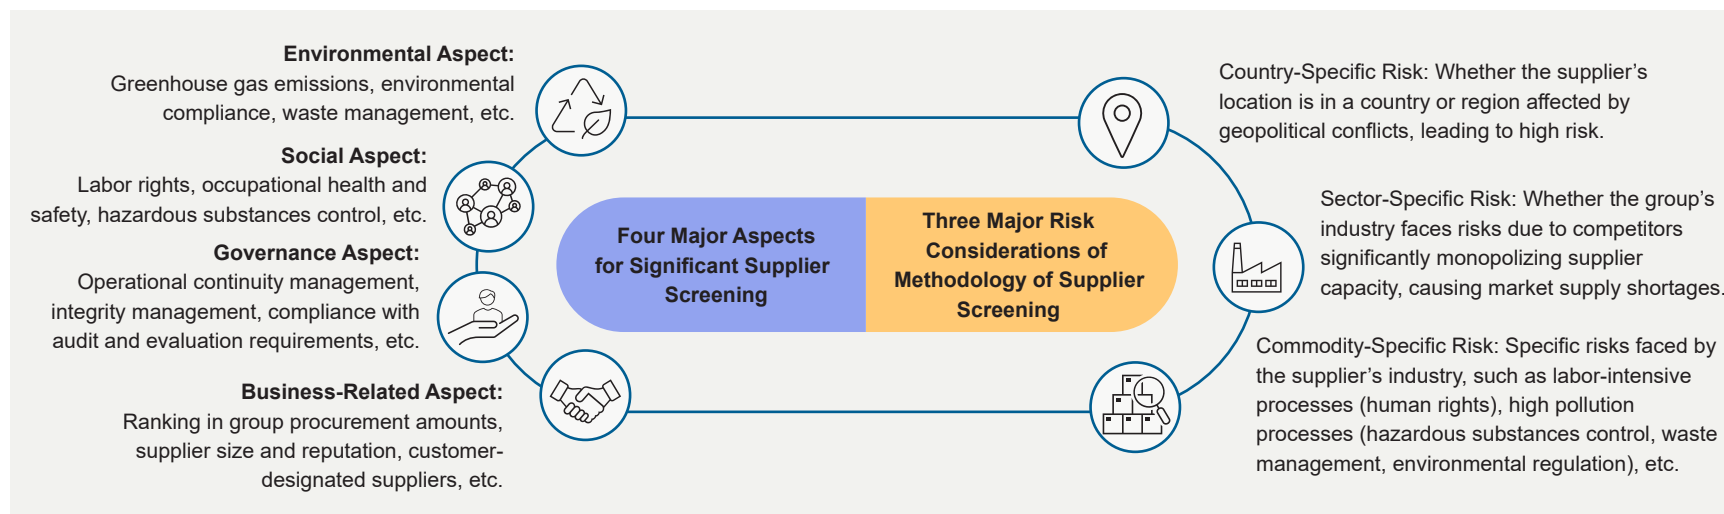 Environmental Aspect:
Greenhouse gas emissions, environmental
compliance, waste management, etc.
Social Aspect:
Labor rights, occupational health and
safety, hazardous substances control, etc.
Governance Aspect:
Operational continuity management,
integrity management, compliance with
audit and evaluation requirements, etc.
Business-Related Aspect:
Ranking in group procurement amounts,
supplier size and reputation, customer-
designated suppliers, etc.
Four Major Aspects
for Significant Supplier
Screening
Three Major Risk
Considerations of
Methodology of Supplier
Screening
Country-Specific Risk: Whether the supplier’s
location is in a country or region affected by
geopolitical conflicts, leading to high risk.
Sector-Specific Risk: Whether the group’s
industry faces risks due to competitors
significantly monopolizing supplier
capacity, causing market supply shortages.
Commodity-Specific Risk: Specific risks faced by
the supplier’s industry, such as labor-intensive
processes (human rights), high pollution
processes (hazardous substances control, waste
management, environmental regulation), etc.